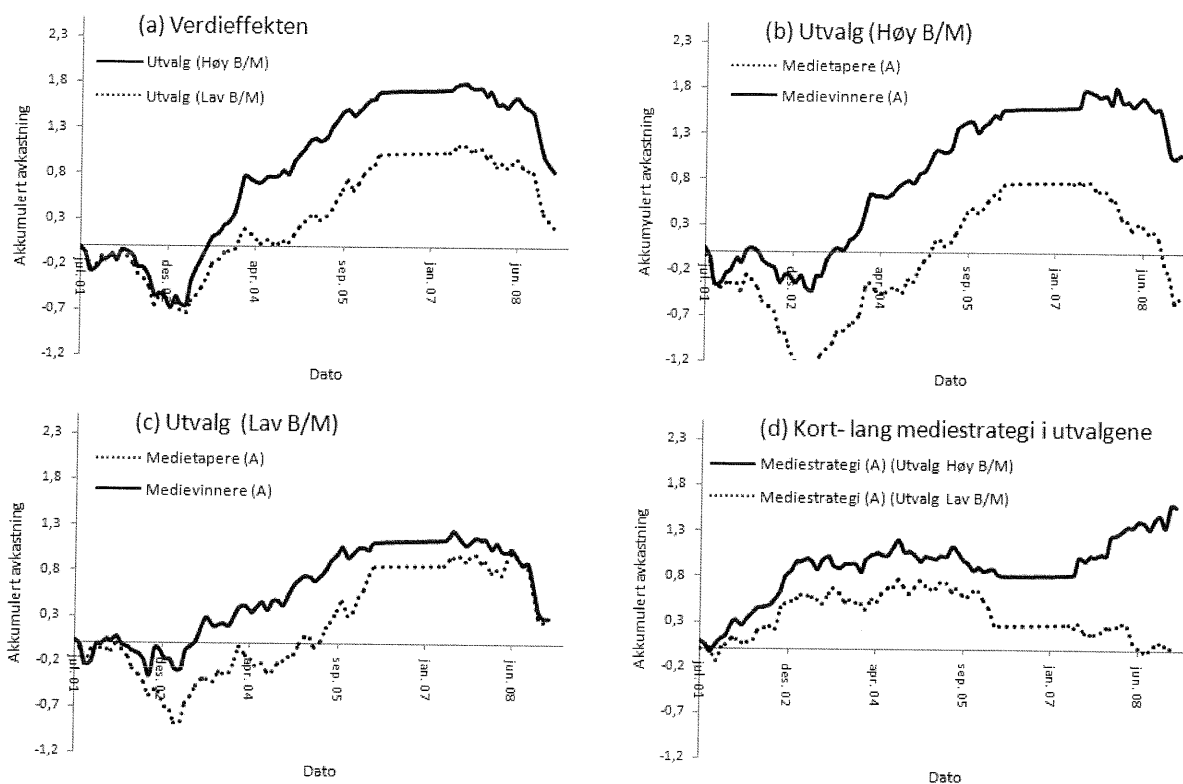 (a) Verdieffekten
2,3
1,8
1,3
0,8
0,3
-0,2
-0,7
-1,2
Utvalg (Høy B/M)
Utvalg (Lav B/M)
Akkumulert avkastning
jul. 01
des. 02
apr. 04
sep. 05
jan. 07
jun. 08
Dato
(b) Utvalg (Høy B/M)
2,3
1,8
1,3
0,8
0,3
-0,2
-0,7
-1,2
Medietapere (A)
Medievinnere (A)
Akkumyulert avkastning
jul. 01
des. 02
apr. 04
sep. 05
jan. 07
jun. 08
Dato
(c) Utvalg (Lav B/M)
2,3
1,8
1,3
0,8
0,3
-0,2
-0,7
-1,2
Medietapere (A)
Medievinnere (A)
Akkumulert avkastning
jul. 01
des. 02
apr. 04
sep. 05
jan. 07
jun. 08
Dato
(d) Kort- lang mediestrategi i utvalgene
2,3
1,8
1,3
0,8
0,3
-0,2
-0,7
-1,2
Mediestrategi (A) (Utvalg Høy B/M)
Mediestrategi (A) (Utvalg Lav B/M)
Akkumulert avkastning
jul. 01
des. 02
apr. 04
sep. 05
jan. 07
jun. 08
Dato